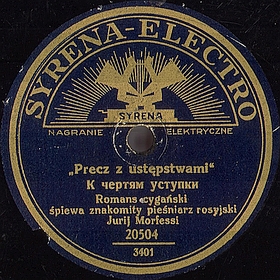 SYRENA-ELECTRO
SYRENA
NAGRANIE ELEKTRYCZNE
„Precz z ustępstwami“
К чертям уступки
Romans cygański
śpiewa znakomity pieśniarz rosyjski
Jurij Morfessi
20504
3401